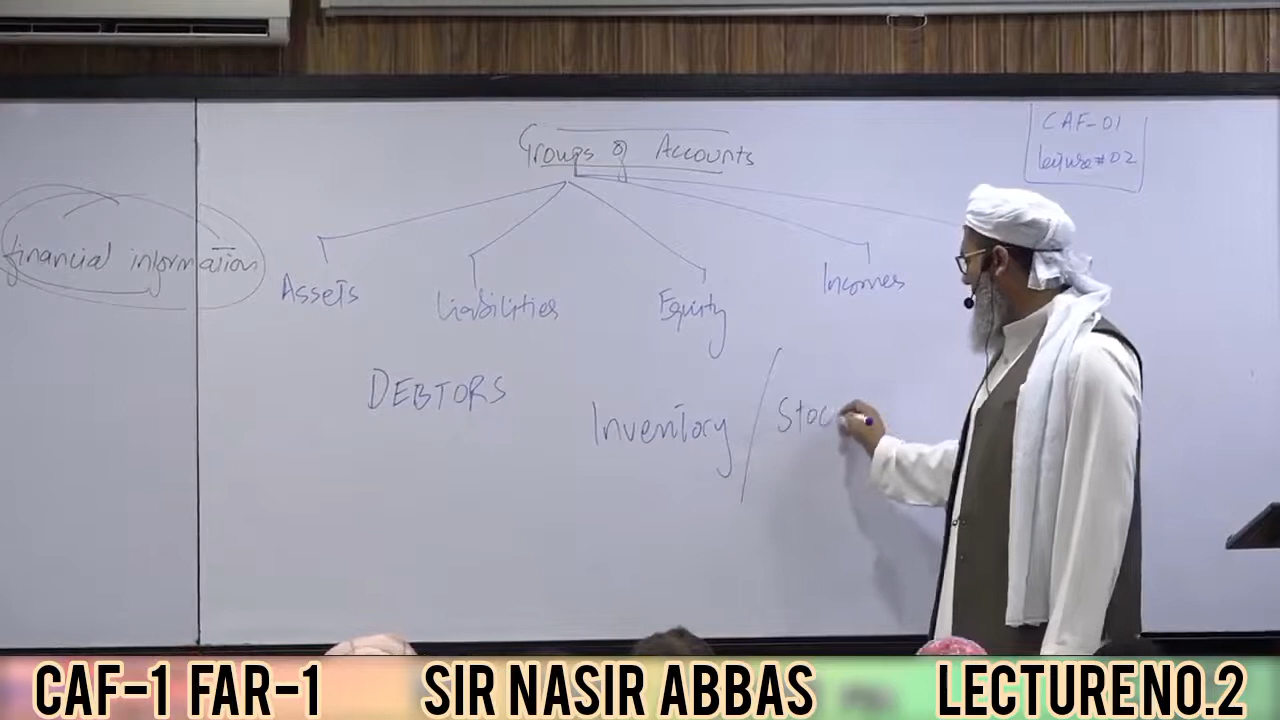 CAF-01
Lecture # 02
Groups of Accounts
financial information
Assets
Liabilities
Equity
Incomes
DEBTORS
Inventory / Stoc
CAF-1 FAR-1 SIR NASIR ABBAS LECTURE NO.2